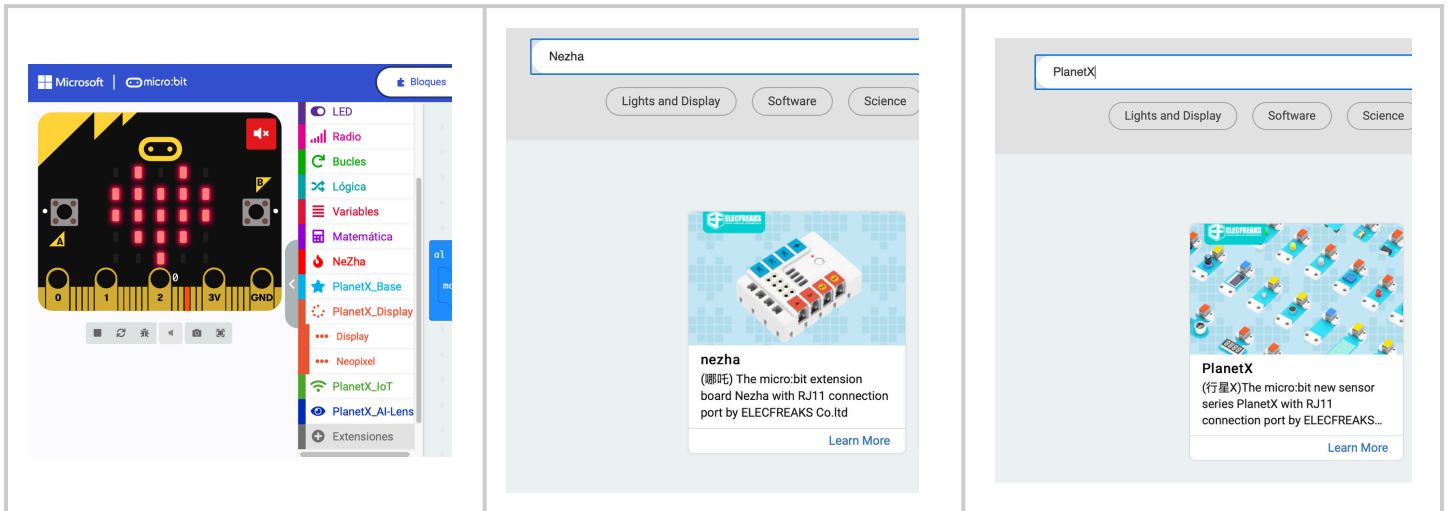 Microsoft
micro:bit
Bloques
LED
Radio
Bucles
Lógica
Variables
Matemática
NeZha
PlanetX_Base
PlanetX_Display
Display
Neopixel
PlanetX_IoT
PlanetX_AI-Lens
Extensiones
A
B
0
0 1 2 3V GND
al
mo
Nezha
Lights and Display Software Science
ELECFREAKS
nezha
(哪吒) The micro:bit extension
board Nezha with RJ11 connection
port by ELECFREAKS Co.ltd
Learn More
PlanetX
Lights and Display Software Science
ELECFREAKS
PlanetX
(行星X)The micro:bit new sensor
series PlanetX with RJ11
connection port by ELECFREAKS...
Learn More